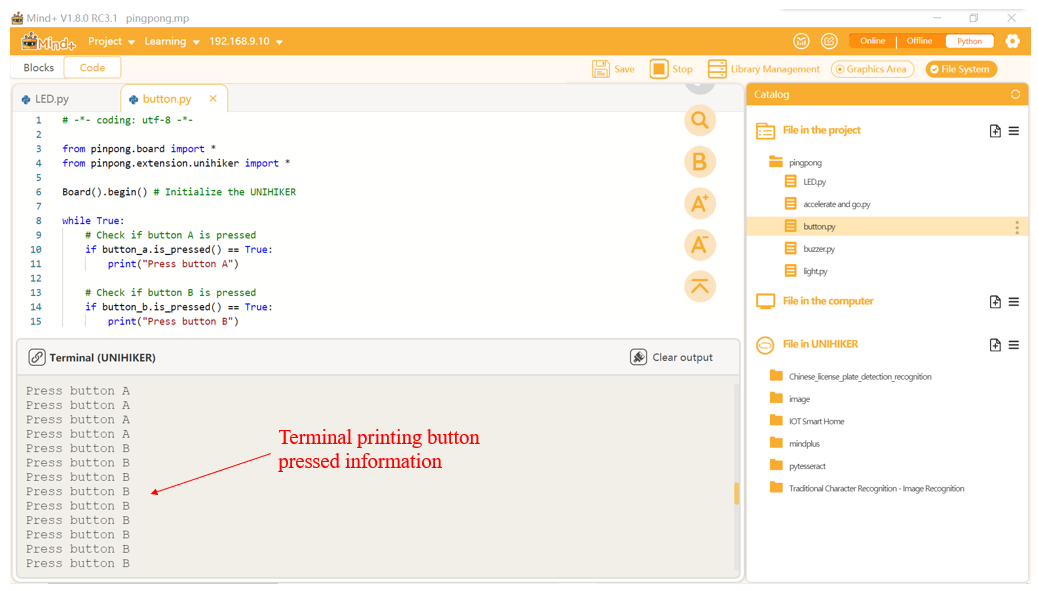 Mind+ V1.8.0 RC3.1 pingpong.mp
Mind+ Project Learning 192.168.9.10 Online Offline Python
Blocks Code Save Stop Library Management Graphics Area File System
LED.py button.py
1 # -*- coding: utf-8 -*-
2
3 from pinpong.board import *
4 from pinpong.extension.unihiker import *
5
6 Board().begin() # Initialize the UNIHIKER
7
8 while True:
9 # Check if button A is pressed
10 if button_a.is_pressed() == True:
11 print("Press button A")
12
13 # Check if button B is pressed
14 if button_b.is_pressed() == True:
15 print("Press button B")
B
A+
A-
Terminal (UNIHIKER) Clear output
Press button A
Press button A
Press button A
Press button A
Press button B
Press button B
Press button B
Press button B
Press button B
Press button B
Press button B
Press button B
Press button B
Terminal printing button
pressed information
Catalog
File in the project
pingpong
LED.py
accelerate and go.py
button.py
buzzer.py
light.py
File in the computer
File in UNIHIKER
Chinese_license_plate_detection_recognition
image
IOT Smart Home
mindplus
pytesseract
Traditional Character Recognition - Image Recognition